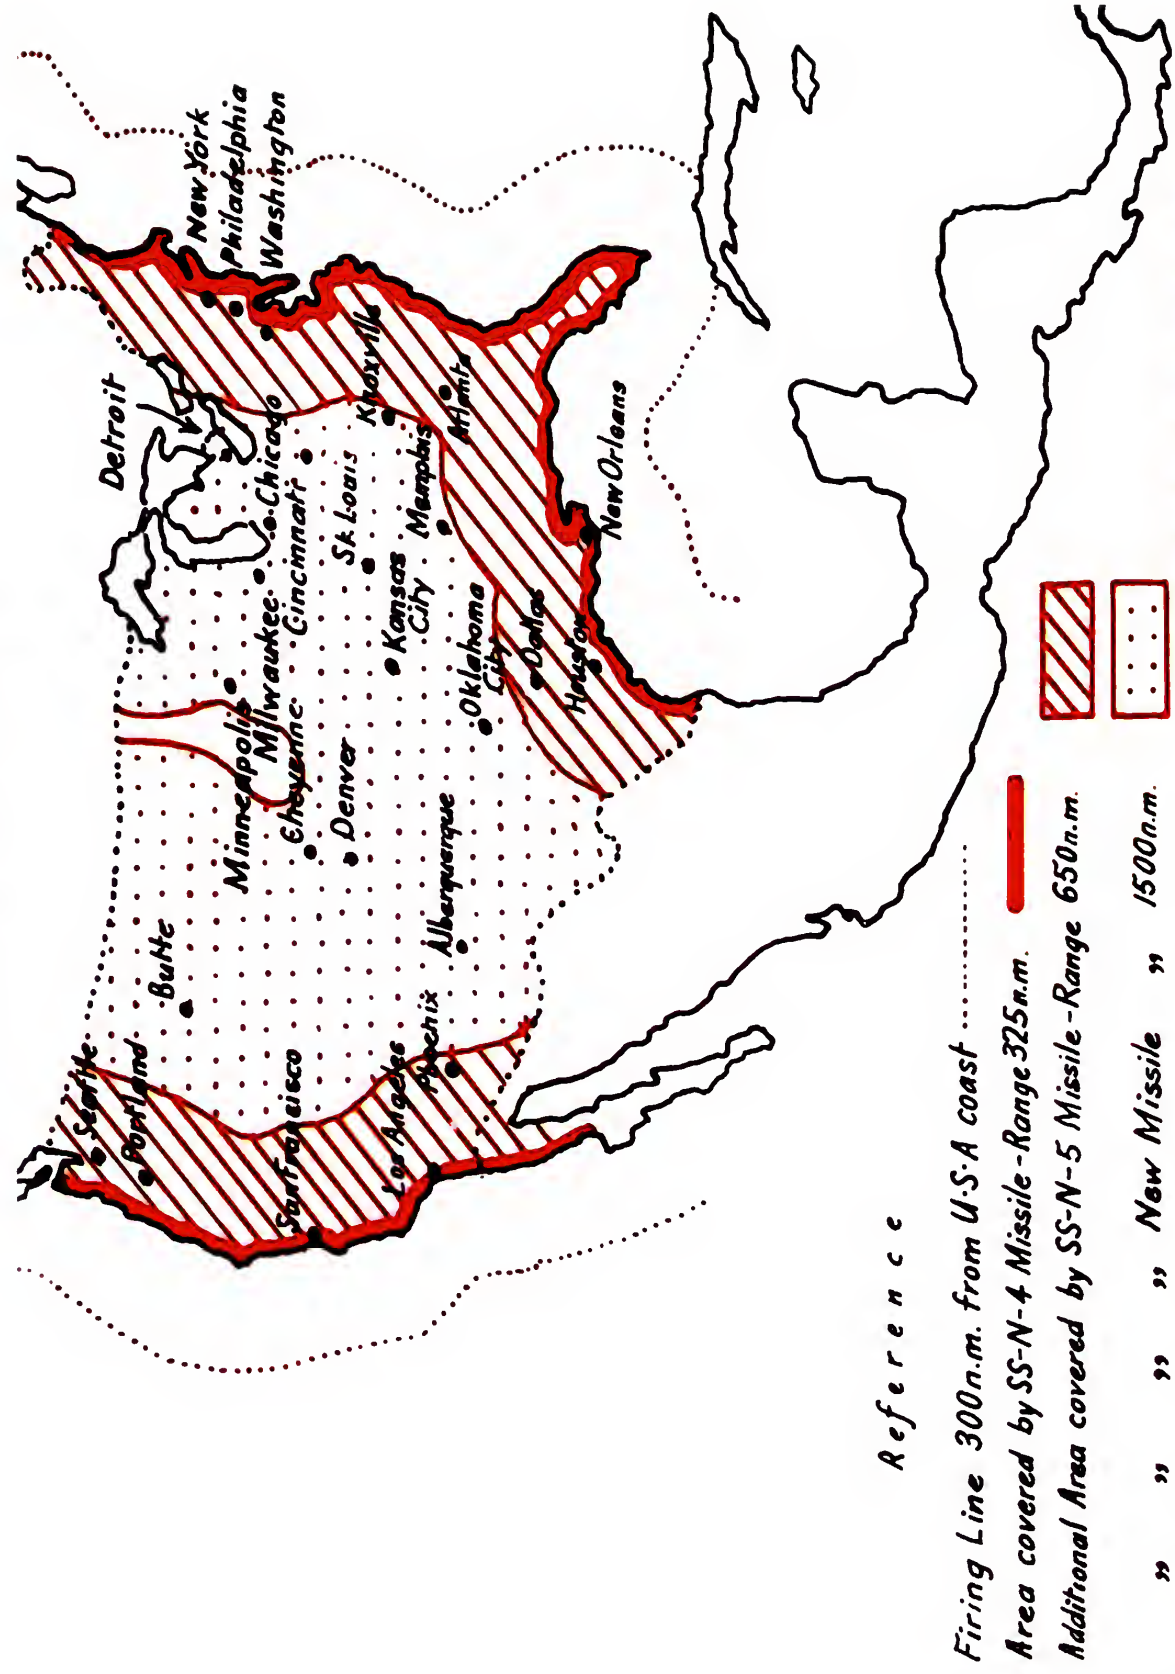 Seattle
Portland
Butte
San Francisco
Los Angeles
Phoenix
Minneapolis
Milwaukee
Chicago
Detroit
Cheyenne
Cincinnati
Denver
St. Louis
Kansas
City
Alberquerque
Oklahoma
City
Memphis
Knoxville
Atlanta
Dallas
Houston
New Orleans
New York
Philadelphia
Washington
Reference
Firing Line 300n.m. from U.S.A coast
Area covered by SS-N-4 Missile-Range 325n.m.
Additional Area covered by SS-N-5 Missile-Range 650n.m.
" " " " New Missile " 1500n.m.